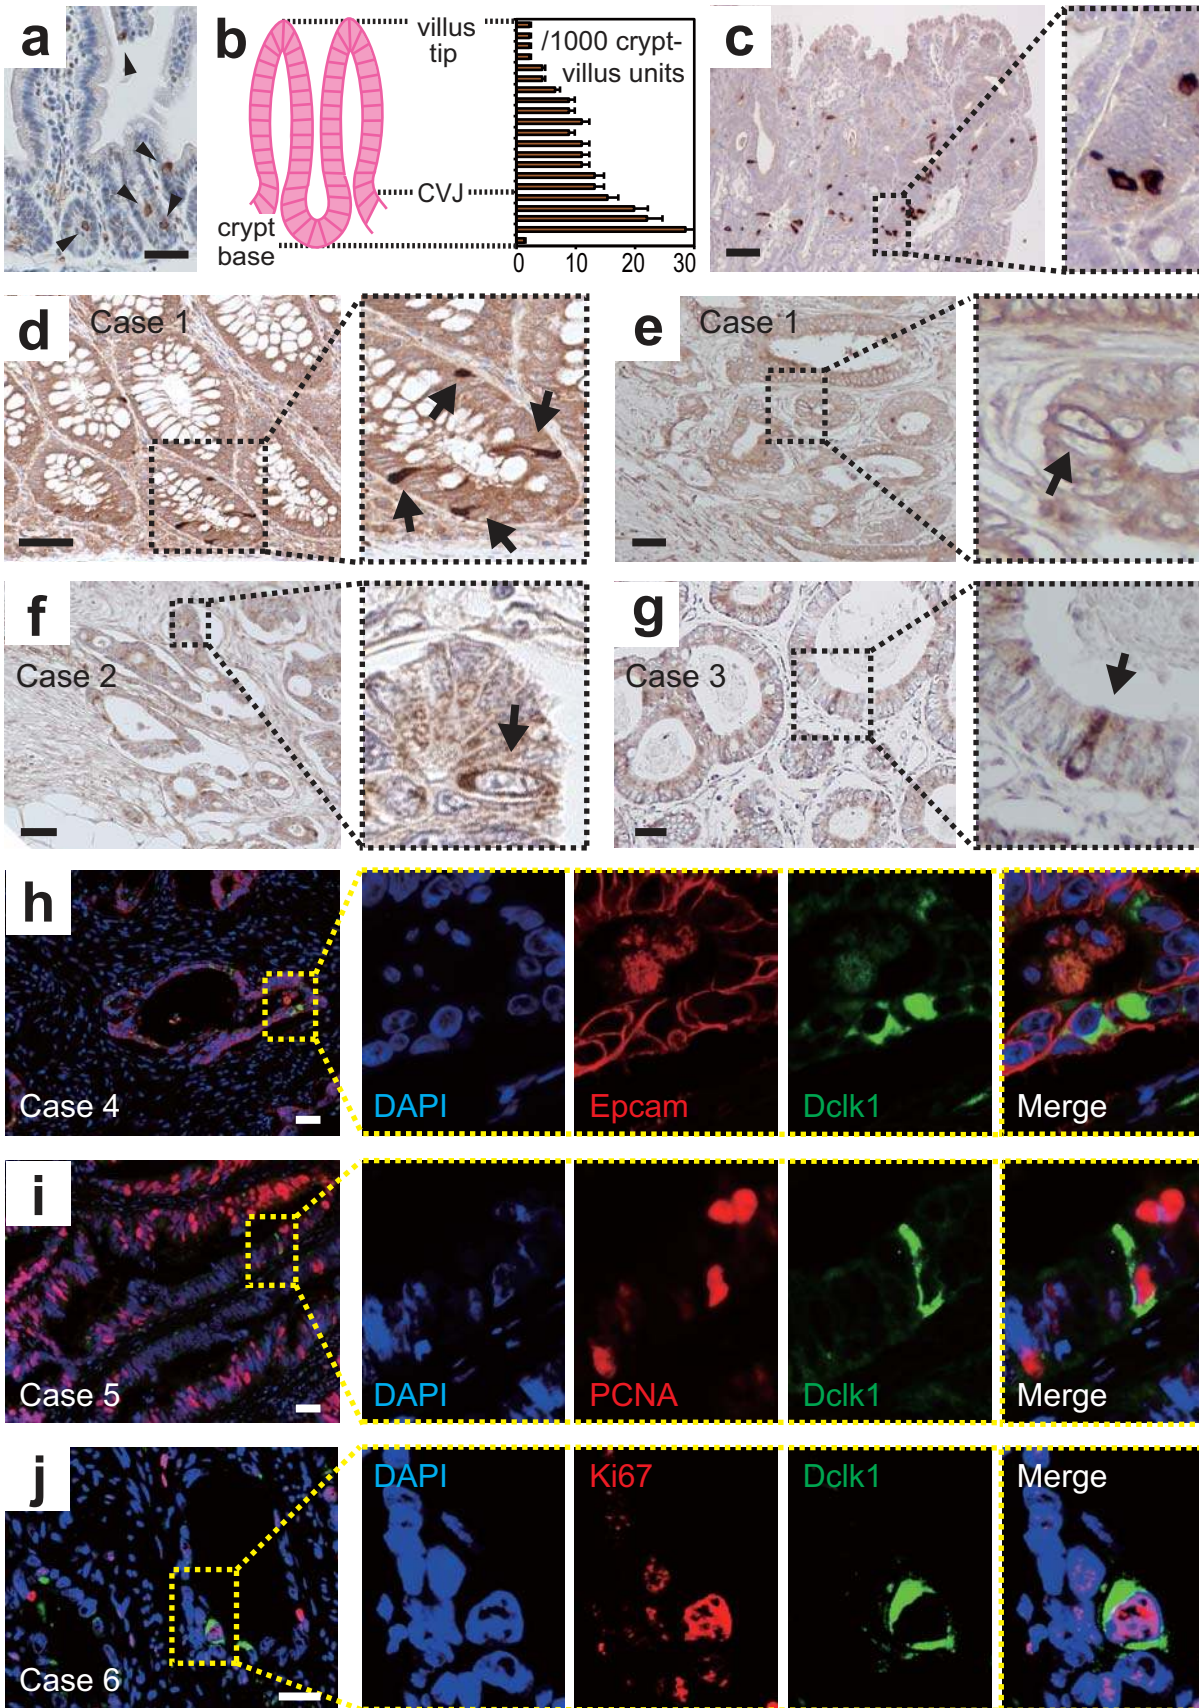 a
b
villus
tip
CVJ
crypt
base
/1000 crypt-
villus units
0
10
20
30
c
d
Case 1
e
Case 1
f
Case 2
g
Case 3
h
Case 4
DAPI
Epcam
Dclk1
Merge
i
Case 5
DAPI
PCNA
Dclk1
Merge
j
Case 6
DAPI
Ki67
Dclk1
Merge